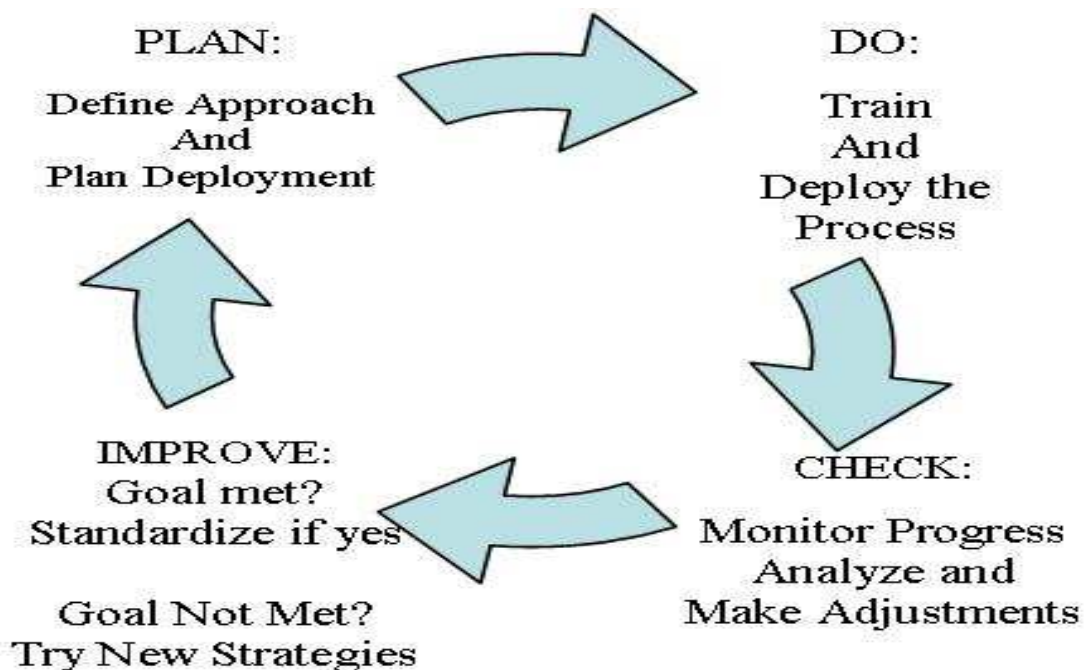 PLAN:
Define Approach
And
Plan Deployment
DO:
Train
And
Deploy the
Process
CHECK:
Monitor Progress
Analyze and
Make Adjustments
IMPROVE:
Goal met?
Standardize if yes
Goal Not Met?
Try New Strategies